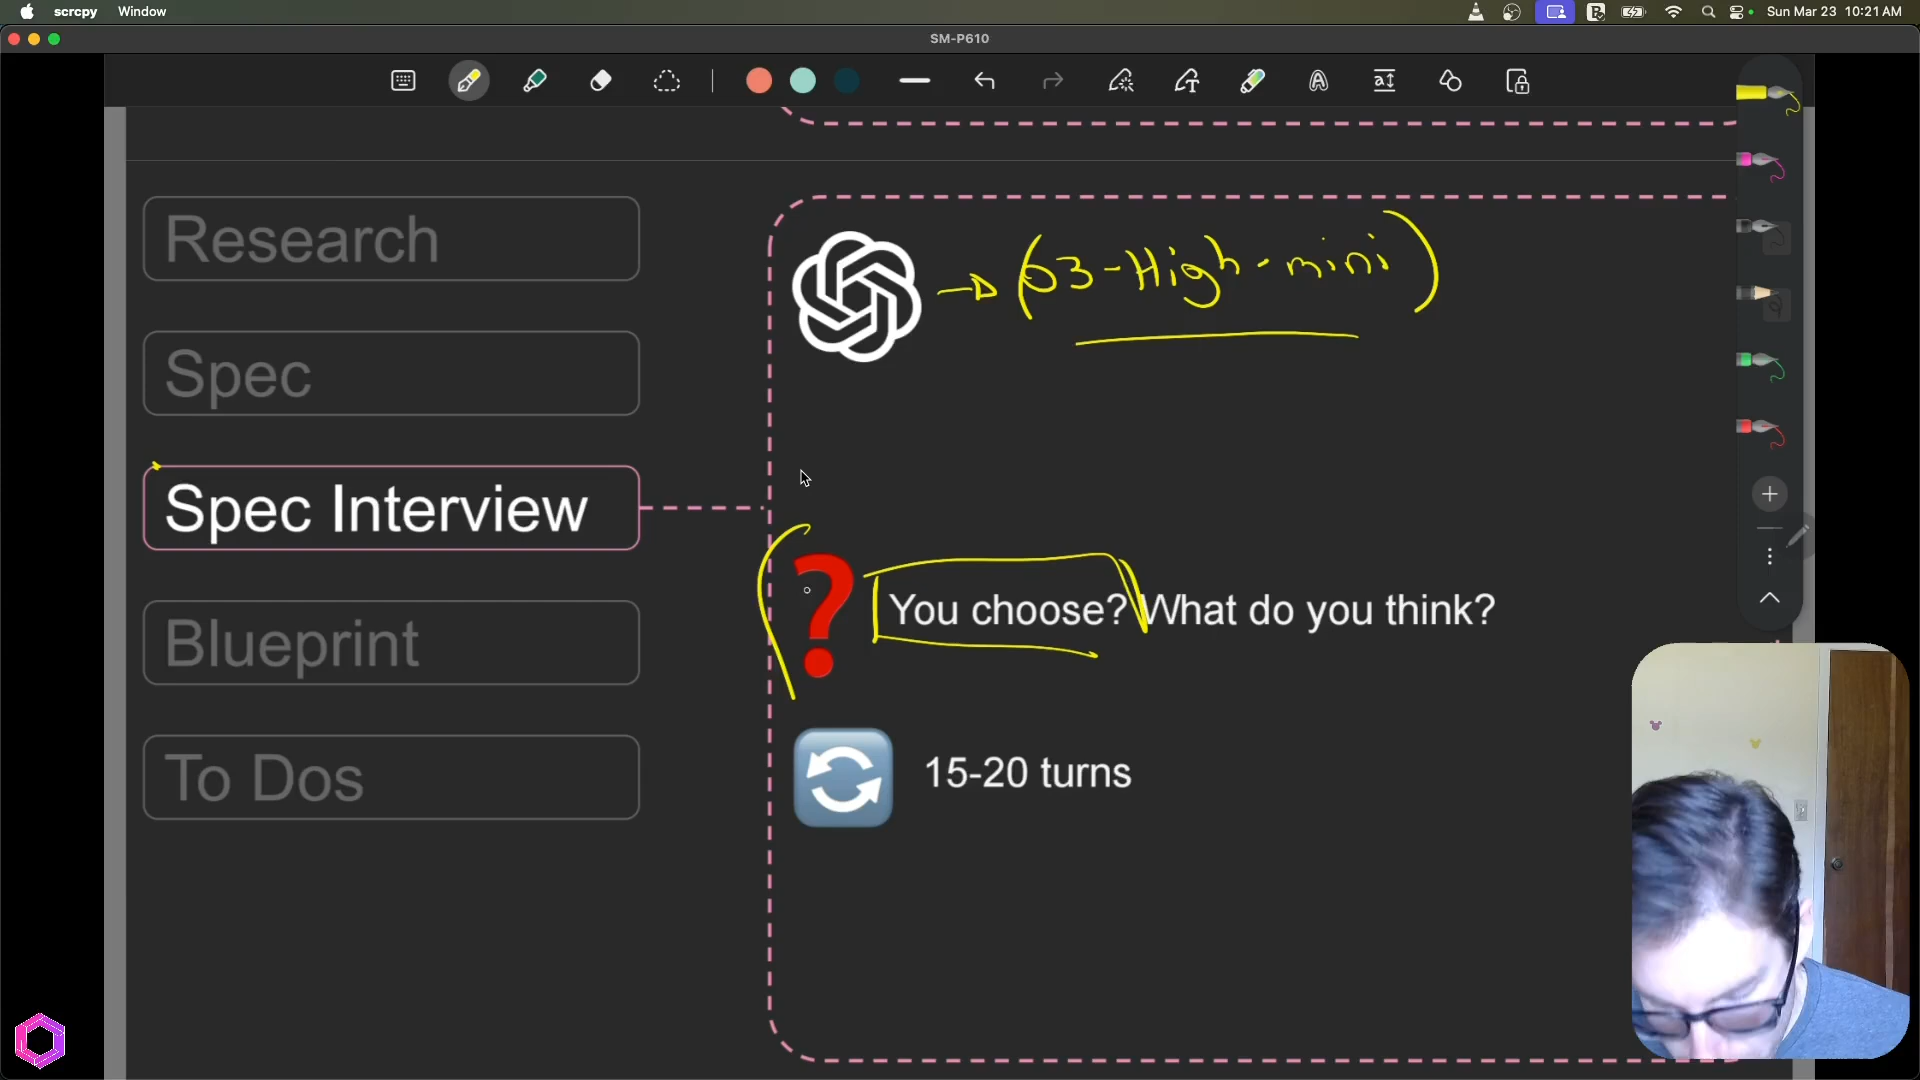 scrcpy Window Sun Mar 23 10:21 AM
SM-P610
Research
Spec
Spec Interview
Blueprint
To Dos
(o3-High-mini)
You choose? What do you think?
15-20 turns